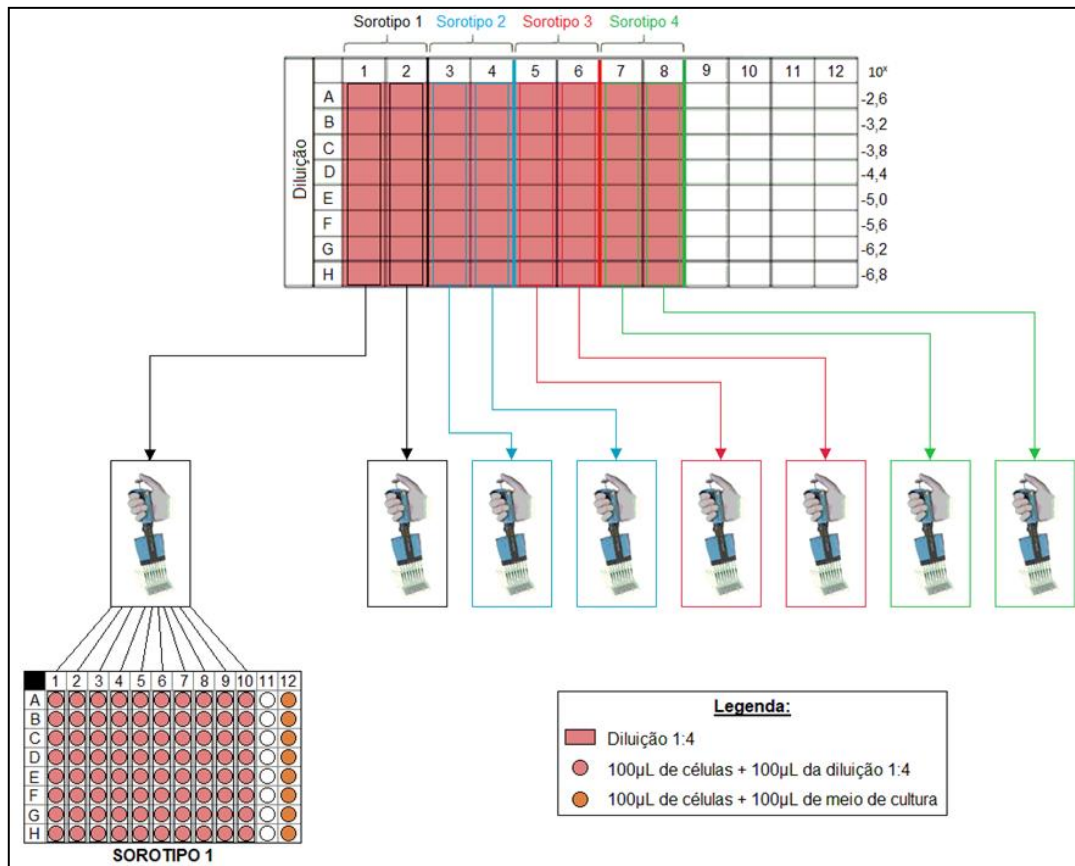 Sorotipo 1 Sorotipo 2 Sorotipo 3 Sorotipo 4
Diluição
1 2 3 4 5 6 7 8 9 10 11 12 10ˣ
A -2,6
B -3,2
C -3,8
D -4,4
E -5,0
F -5,6
G -6,2
H -6,8
1 2 3 4 5 6 7 8 9 10 11 12
A
B
C
D
E
F
G
H
SOROTIPO 1
Legenda:
Diluição 1:4
100µL de células + 100µL da diluição 1:4
100µL de células + 100µL de meio de cultura